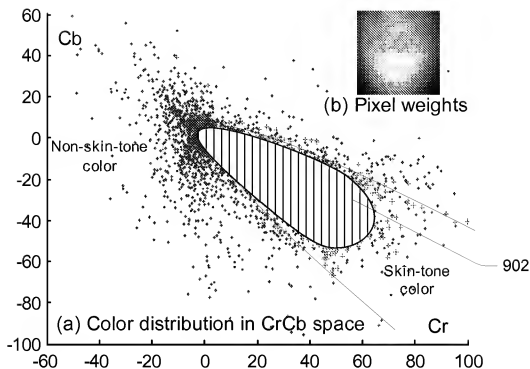 60
Cb
40
20
0
-20
-40
-60
-80
-100
-60
-40
-20
0
20
40
60
80
100
(b) Pixel weights
Non-skin-tone
color
902
Skin-tone
color
(a) Color distribution in CrCb space
Cr